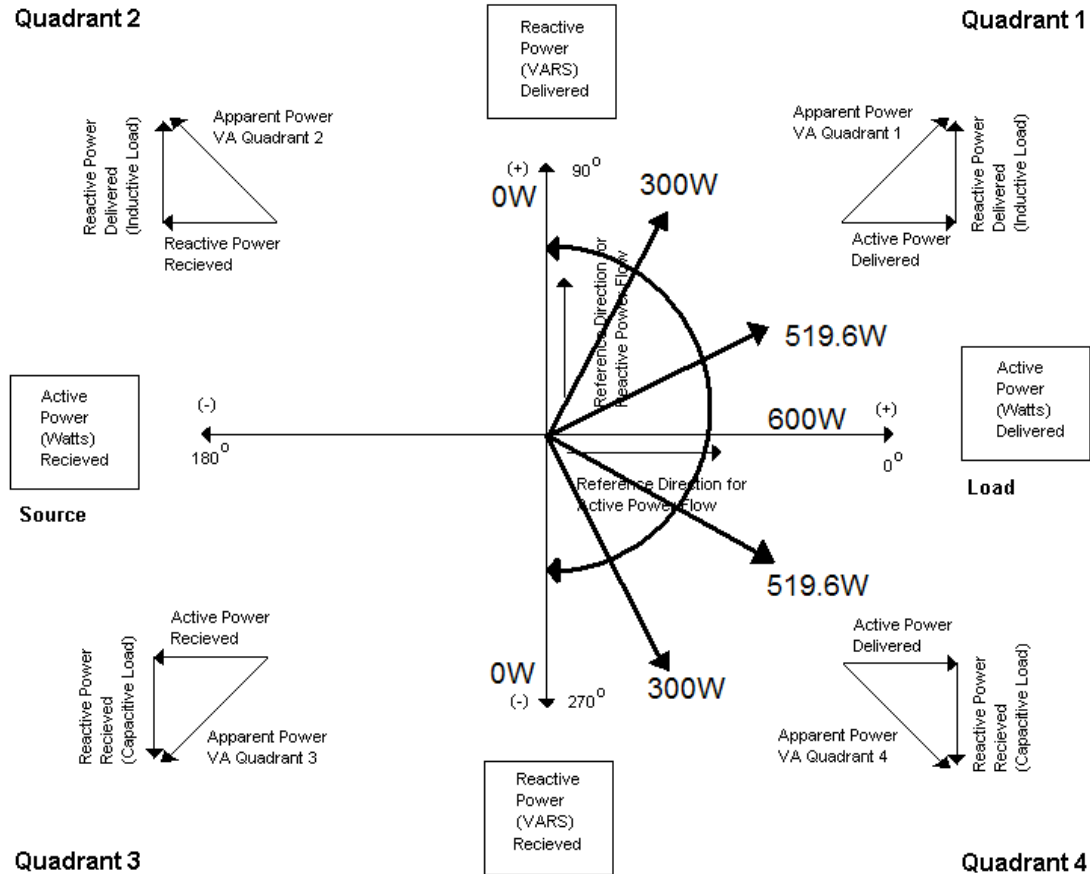 Quadrant 2
Quadrant 1
Reactive
Power
(VARS)
Delivered
Reactive Power
Delivered
(Inductive Load)
Apparent Power
VA Quadrant 2
Reactive Power
Recieved
Apparent Power
VA Quadrant 1
Active Power
Delivered
Reactive Power
Delivered
(Inductive Load)
(+)
90°
0W
300W
Reference Direction for
Reactive Power Flow
519.6W
Active
Power
(Watts)
Recieved
(-)
180°
600W
(+)
0°
Active
Power
(Watts)
Delivered
Source
Reference Direction for
Active Power Flow
Load
519.6W
Reactive Power
Recieved
(Capacitive Load)
Active Power
Recieved
Apparent Power
VA Quadrant 3
0W
(-)
270°
300W
Active Power
Delivered
Apparent Power
VA Quadrant 4
Reactive Power
Recieved
(Capacitive Load)
Reactive
Power
(VARS)
Recieved
Quadrant 3
Quadrant 4